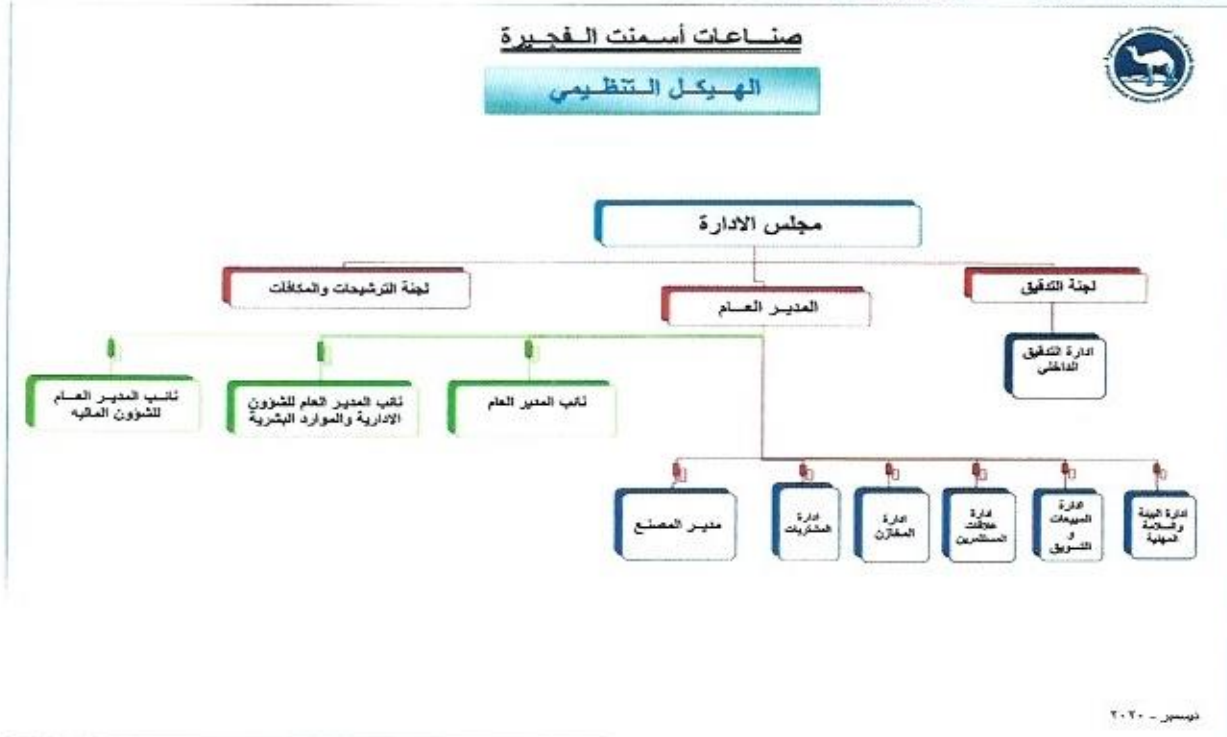 صناعات أسمنت الفجيرة
الهيكل التنظيمي
مجلس الادارة
لجنة التدقيق
المدير العام
لجنة الترشيحات والمكافآت
ادارة التدقيق
الداخلى
نائب المدير العام
نائب المدير العام للشؤون
الادارية والموارد البشرية
نائب المدير العام
للشؤون الماليه
ادارة البيئة
والسلامة
المهنية
ادارة
المبيعات
و
التسويق
ادارة
علاقات
المستثمرين
ادارة
المخازن
ادارة
المشتريات
مدير المصنع
ديسمبر - ٢٠٢٠